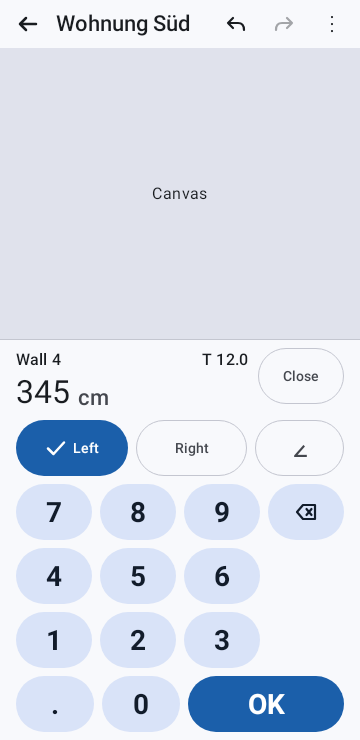 Wohnung Süd
Canvas
Wall 4
T 12.0
Close
345 cm
Left
Right
∠
7 8 9
4 5 6
1 2 3
. 0 OK